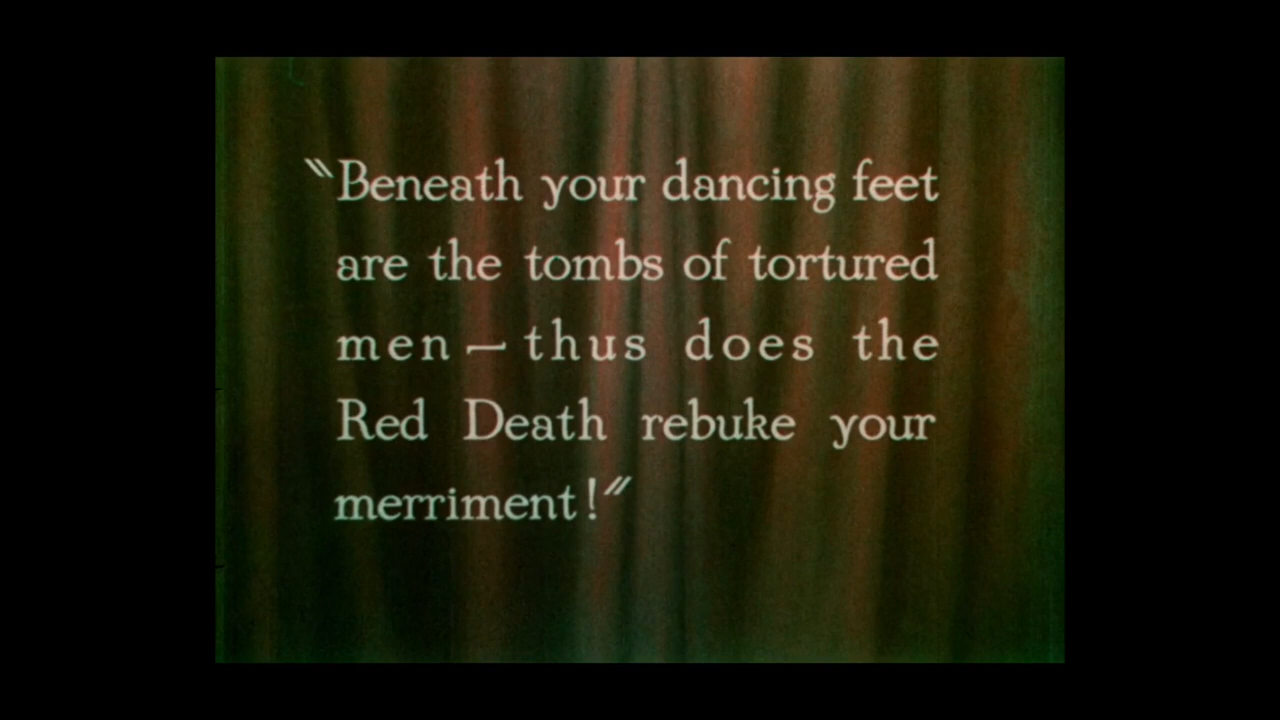 "Beneath your dancing feet
are the tombs of tortured
men — thus does the
Red Death rebuke your
merriment!"